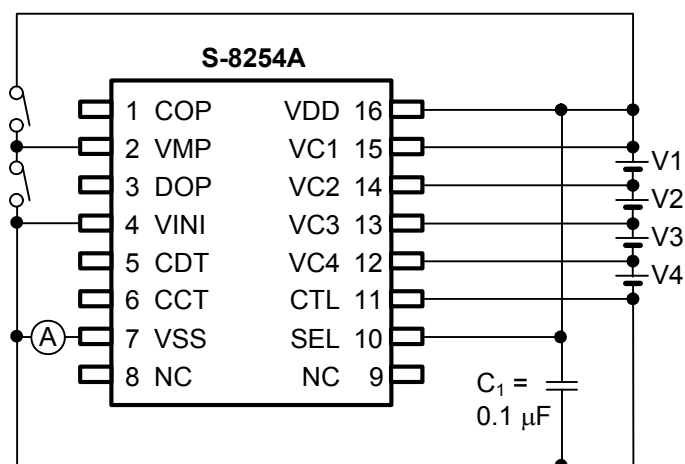 S-8254A
1 COP VDD 16
2 VMP VC1 15
3 DOP VC2 14
4 VINI VC3 13
5 CDT VC4 12
6 CCT CTL 11
7 VSS SEL 10
8 NC NC 9
A
V1
V2
V3
V4
C₁ =
0.1 μF